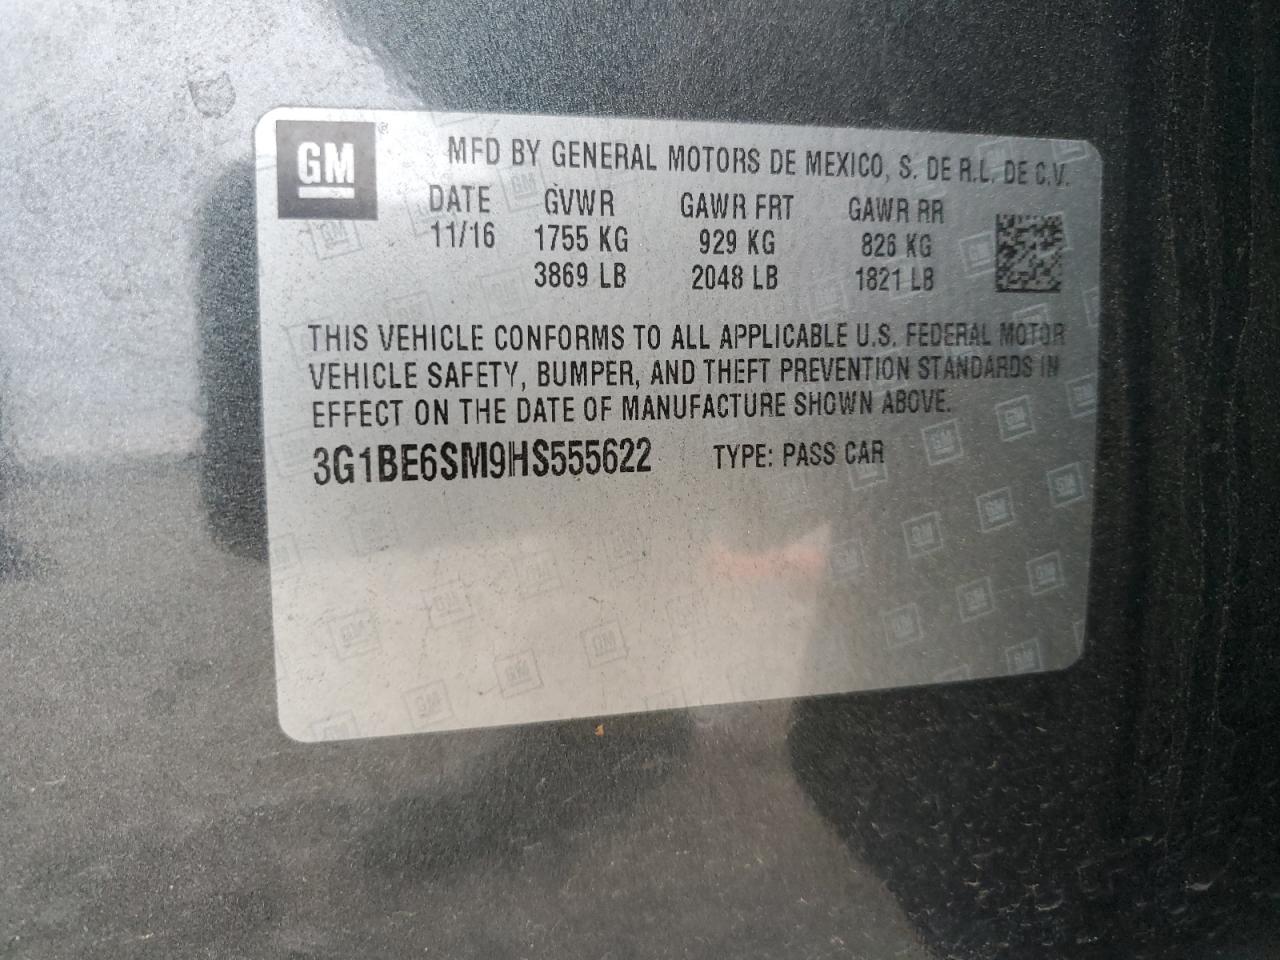 GM ®
MFD BY GENERAL MOTORS DE MEXICO, S. DE R.L. DE C.V.
DATE GVWR GAWR FRT GAWR RR
11/16 1755 KG 929 KG 826 KG
3869 LB 2048 LB 1821 LB
THIS VEHICLE CONFORMS TO ALL APPLICABLE U.S. FEDERAL MOTOR
VEHICLE SAFETY, BUMPER, AND THEFT PREVENTION STANDARDS IN
EFFECT ON THE DATE OF MANUFACTURE SHOWN ABOVE.
3G1BE6SM9HS555622 TYPE: PASS CAR